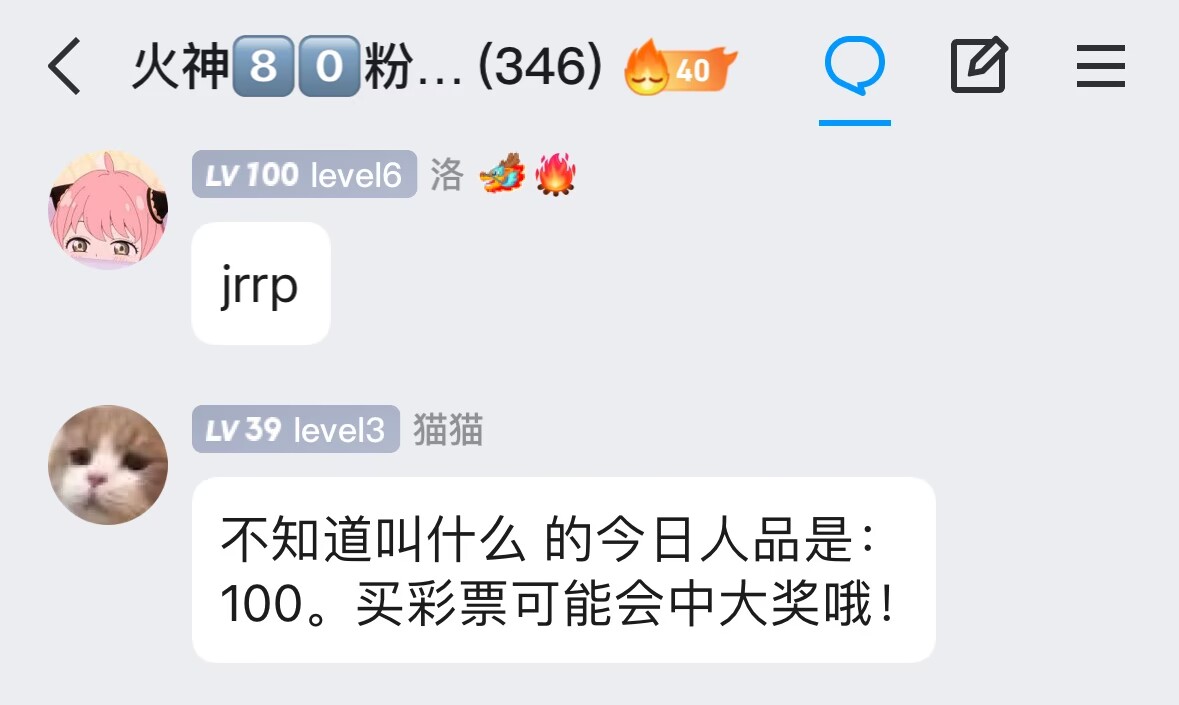 火神80粉… (346) 40
LV 100 level6 洛
jrrp
LV 39 level3 猫猫
不知道叫什么 的今日人品是：
100。买彩票可能会中大奖哦！